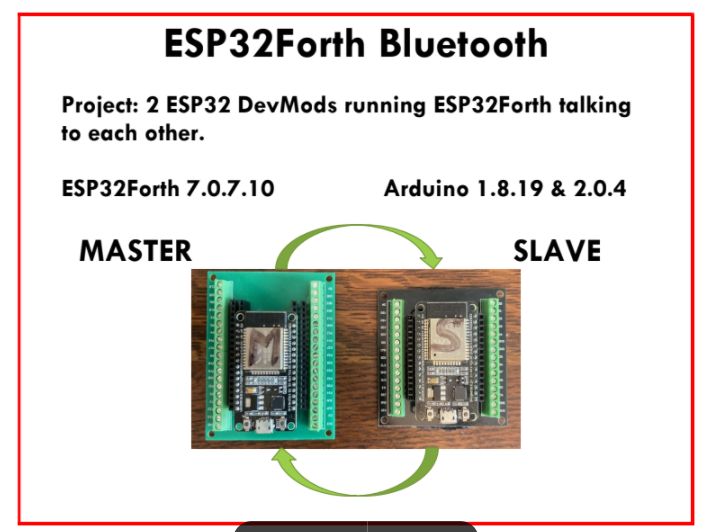 ESP32Forth Bluetooth
Project: 2 ESP32 DevMods running ESP32Forth talking
to each other.
ESP32Forth 7.0.7.10 Arduino 1.8.19 & 2.0.4
MASTER SLAVE
M S